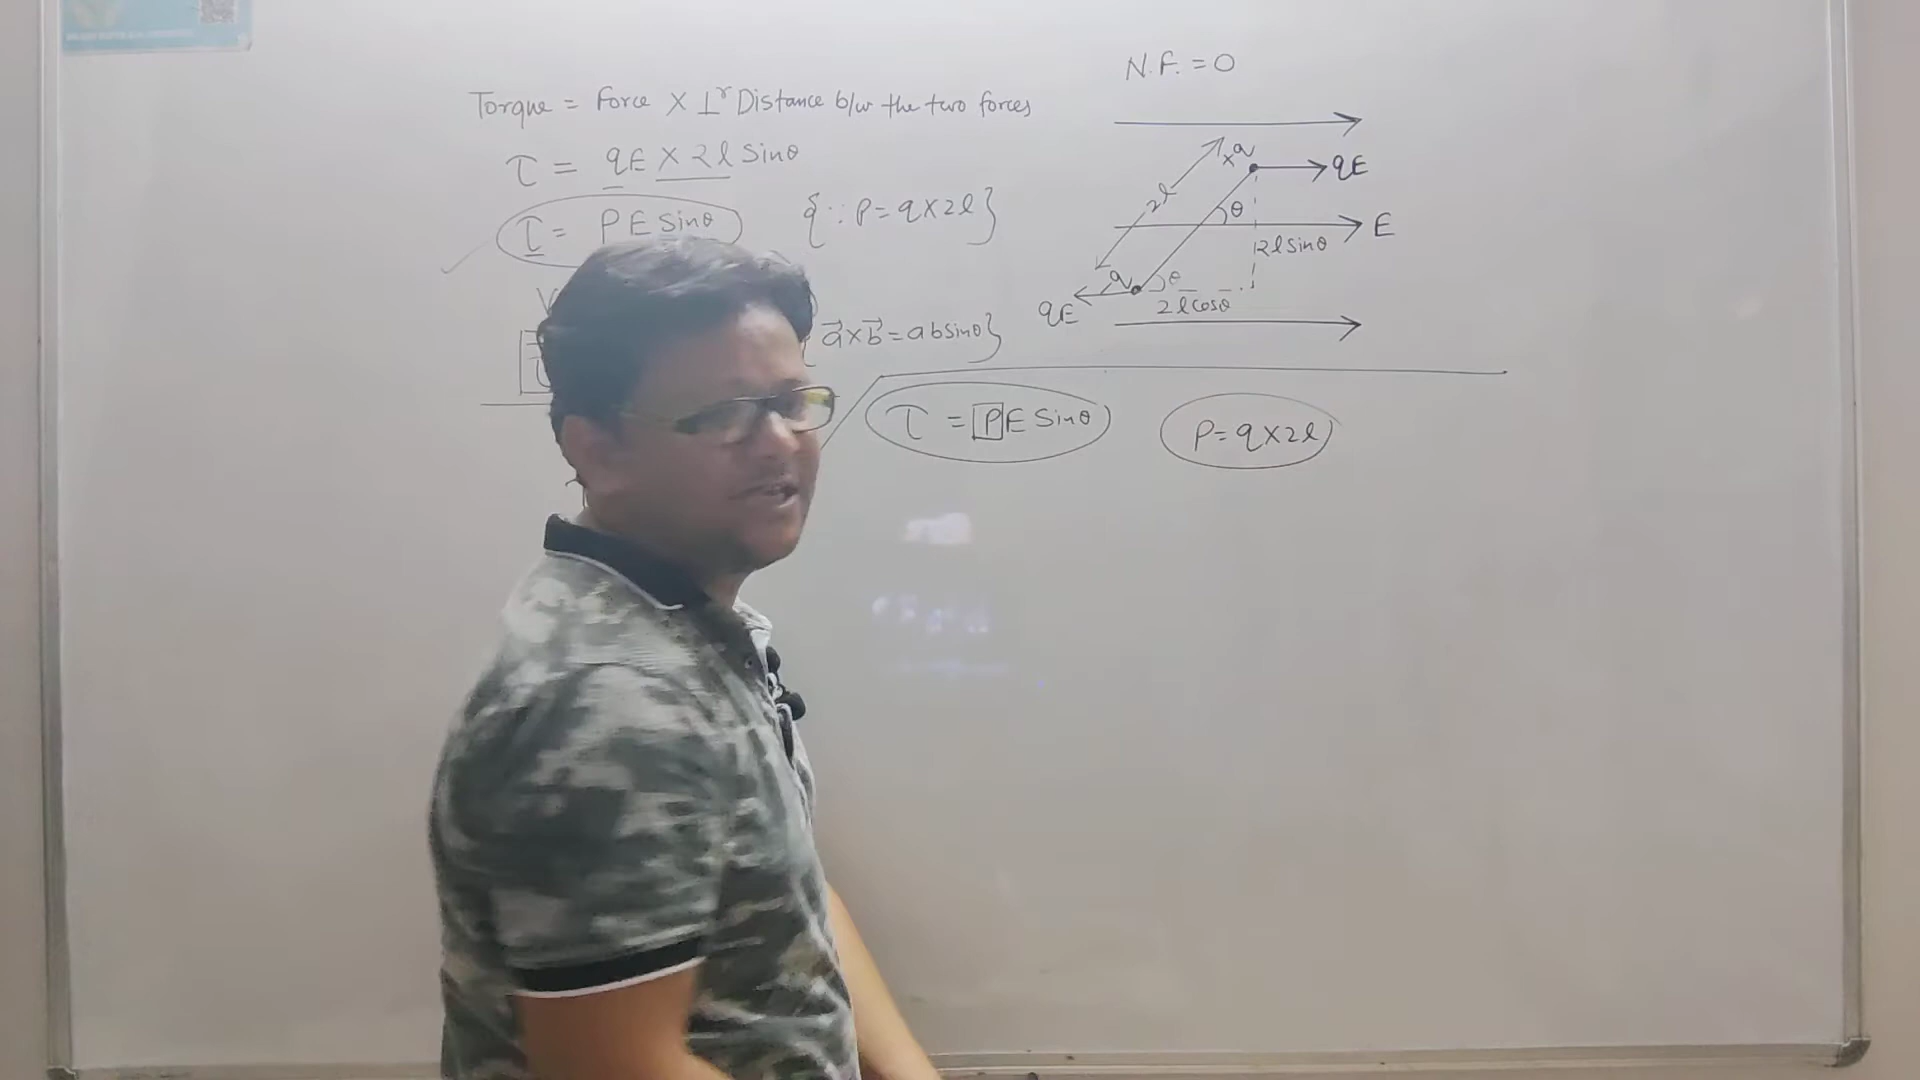 Torque = Force × ⊥r Distance b/w the two forces
τ = qE × 2l Sinθ
τ = PE Sinθ
{∵ P = q×2l}
a⃗×b⃗ = ab sinθ}
N.F. = 0
+q
qE
2l
θ
E
2l Sinθ
-q
θ
qE
2l Cosθ
τ = PE Sinθ
P = q×2l